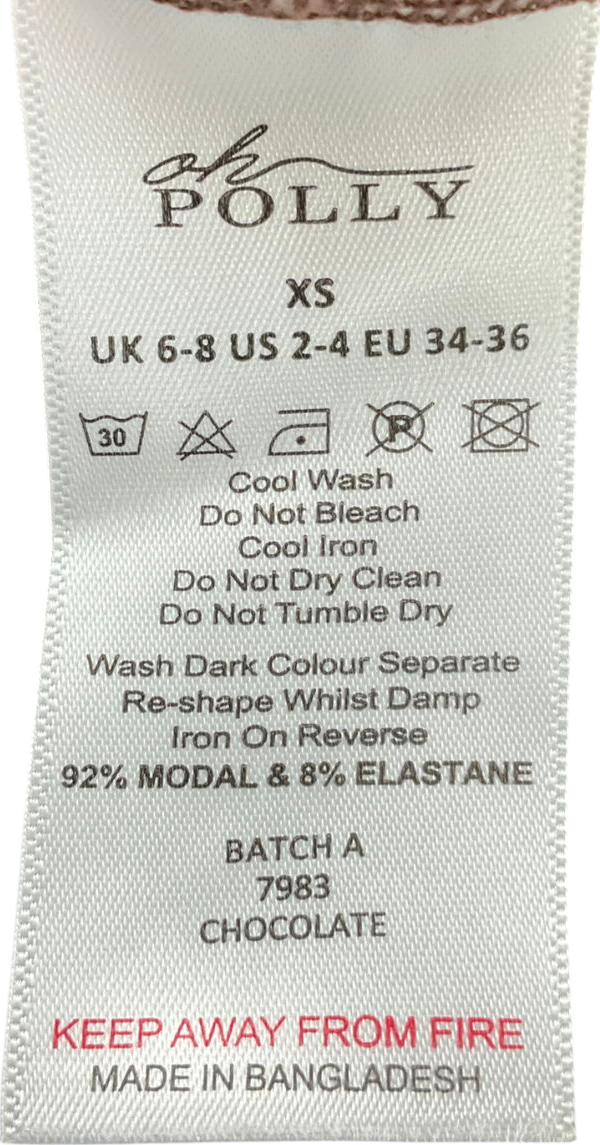 oh
POLLY
XS
UK 6-8 US 2-4 EU 34-36
30 R
Cool Wash
Do Not Bleach
Cool Iron
Do Not Dry Clean
Do Not Tumble Dry
Wash Dark Colour Separate
Re-shape Whilst Damp
Iron On Reverse
92% MODAL & 8% ELASTANE
BATCH A
7983
CHOCOLATE
KEEP AWAY FROM FIRE
MADE IN BANGLADESH